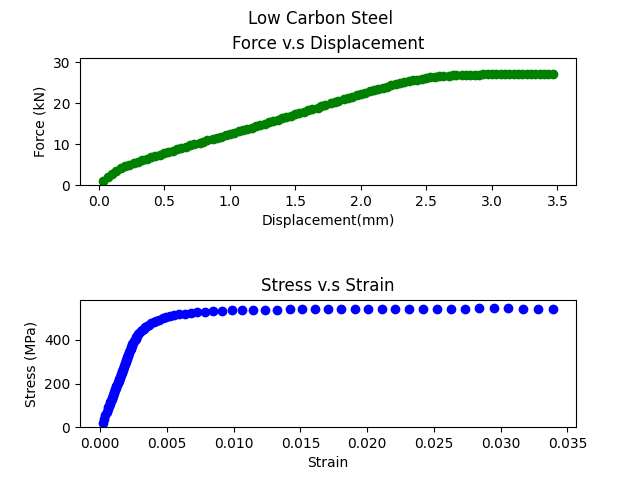 Low Carbon Steel
Force v.s Displacement
30
20
10
0
Force (kN)
0.0 0.5 1.0 1.5 2.0 2.5 3.0 3.5
Displacement(mm)
Stress v.s Strain
400
200
0
Stress (MPa)
0.000 0.005 0.010 0.015 0.020 0.025 0.030 0.035
Strain